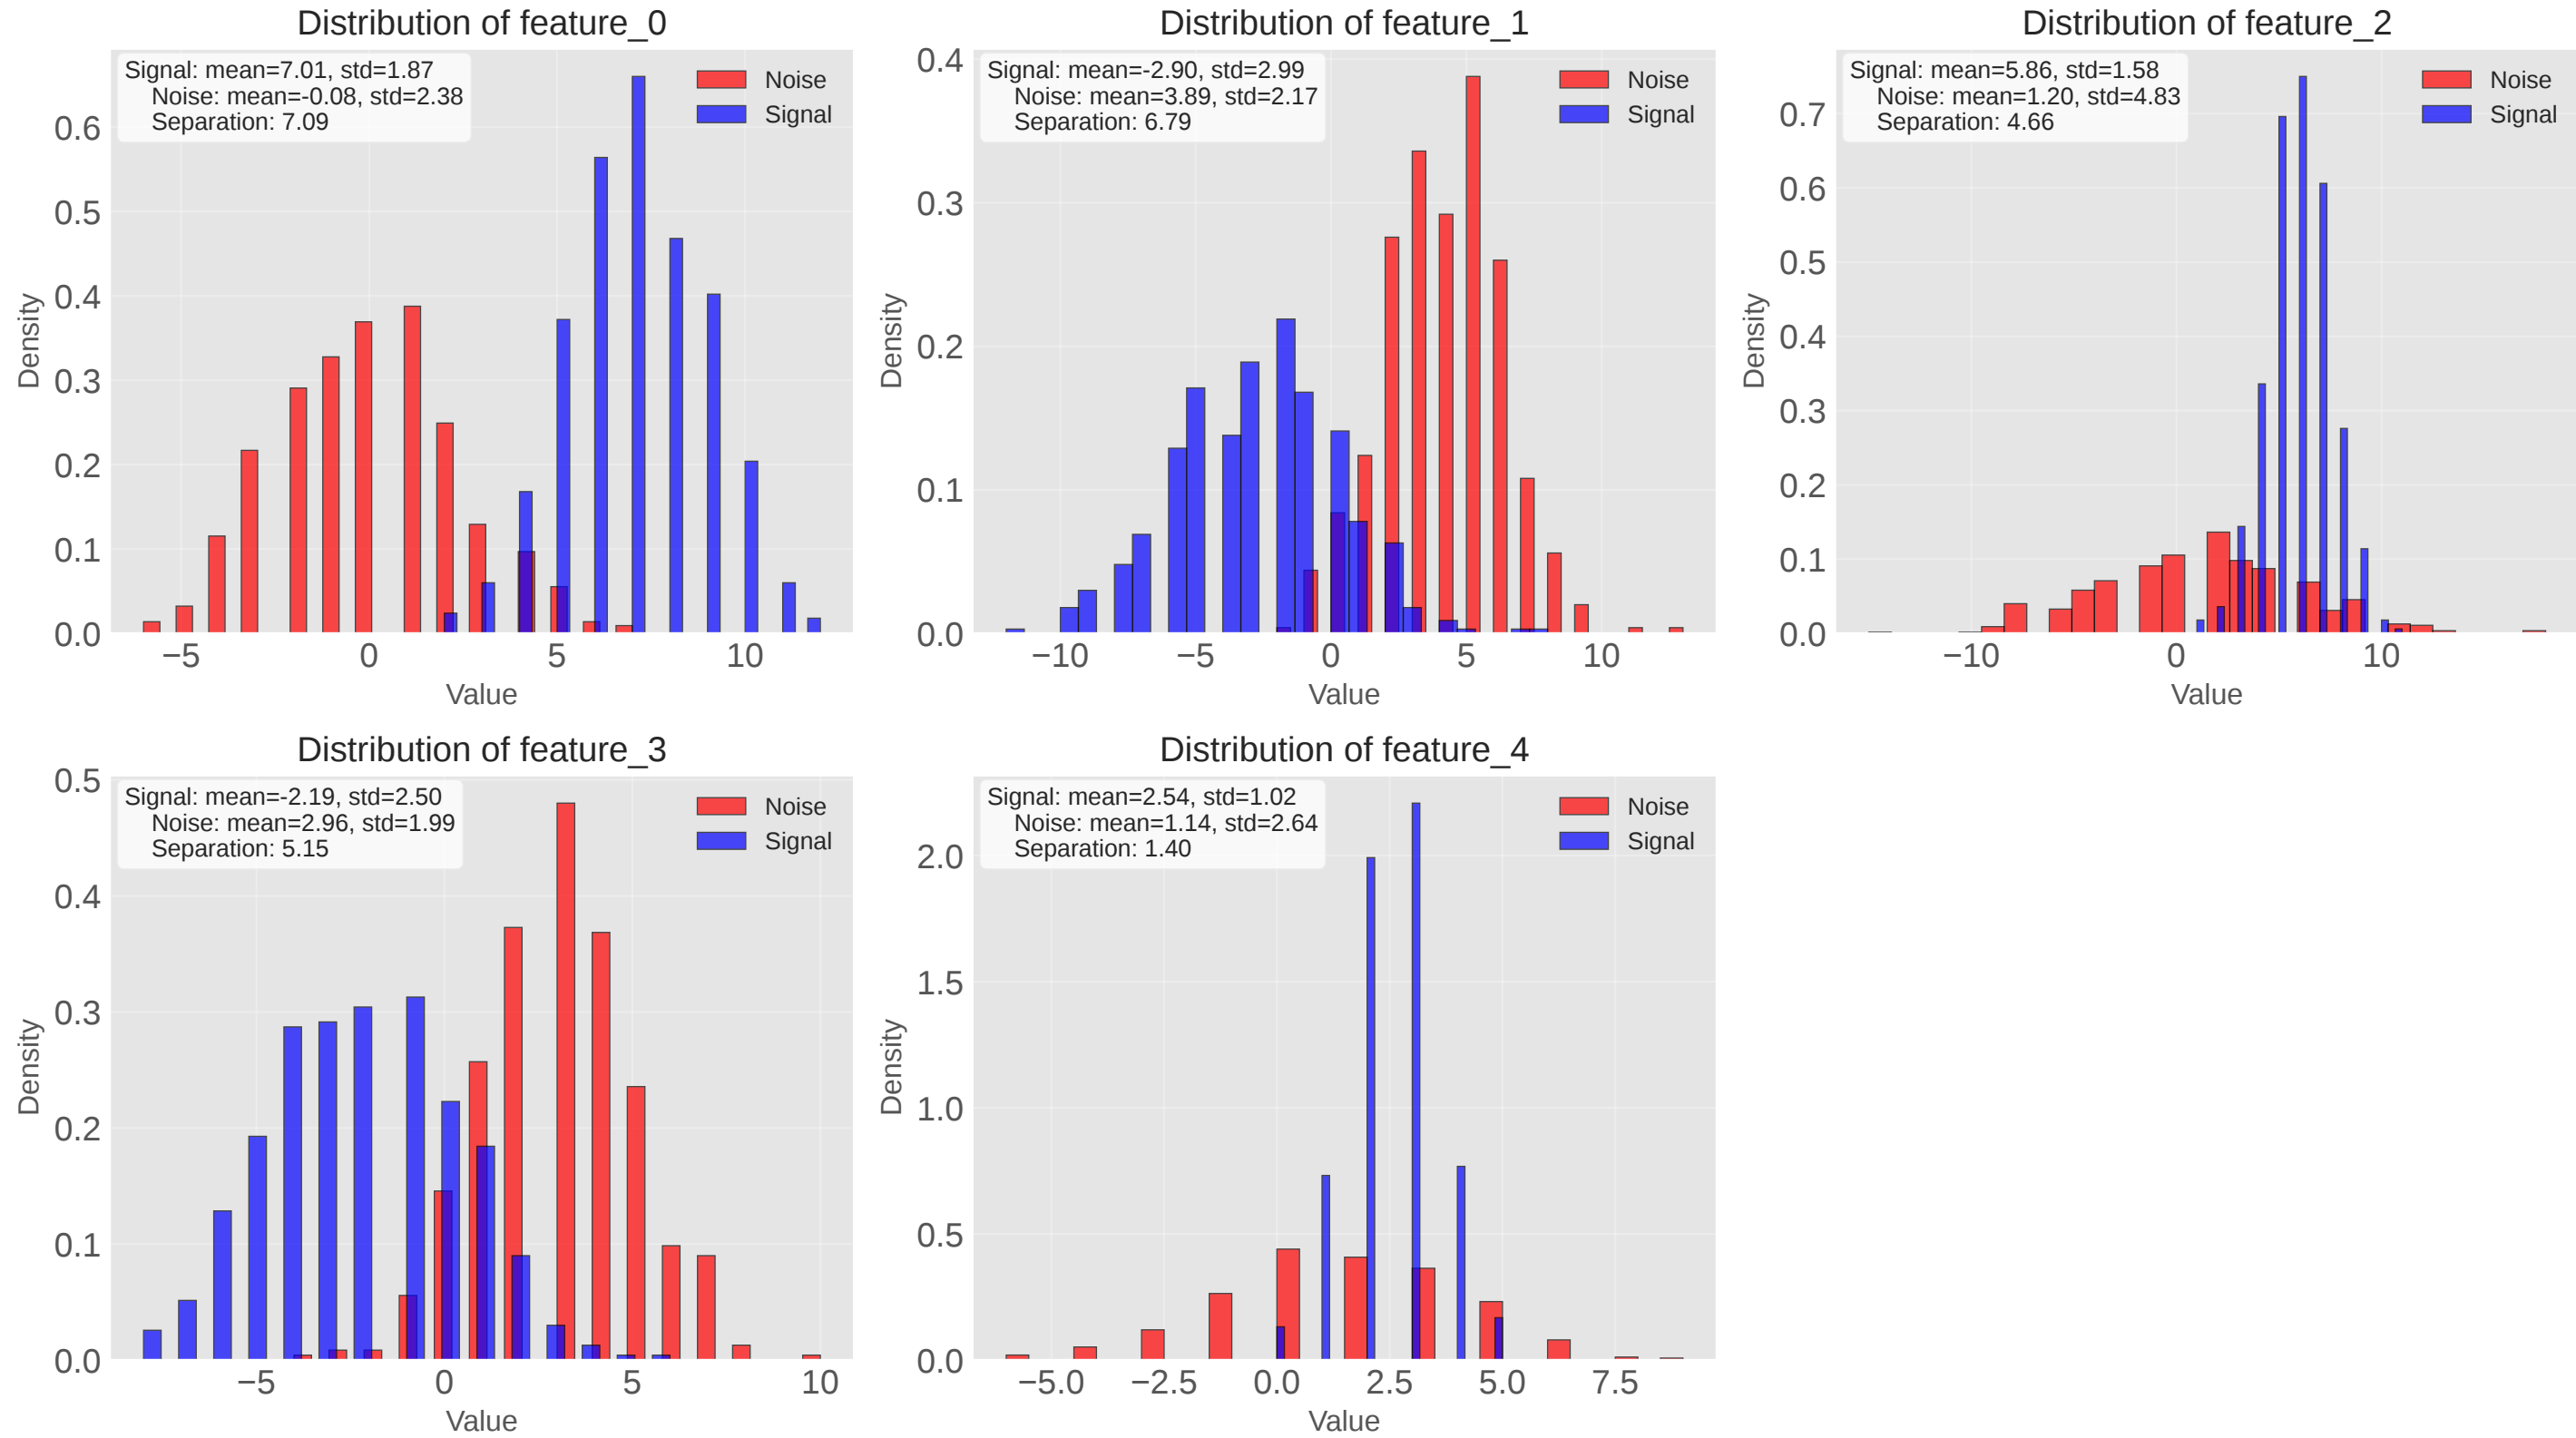 Distribution of feature_0
Signal: mean=7.01, std=1.87
Noise: mean=-0.08, std=2.38
Separation: 7.09
Noise
Signal
Density
0.6
0.5
0.4
0.3
0.2
0.1
0.0
−5
0
5
10
Value
Distribution of feature_1
Signal: mean=-2.90, std=2.99
Noise: mean=3.89, std=2.17
Separation: 6.79
Noise
Signal
Density
0.4
0.3
0.2
0.1
0.0
−10
−5
0
5
10
Value
Distribution of feature_2
Signal: mean=5.86, std=1.58
Noise: mean=1.20, std=4.83
Separation: 4.66
Noise
Signal
Density
0.7
0.6
0.5
0.4
0.3
0.2
0.1
0.0
−10
0
10
Value
Distribution of feature_3
Signal: mean=-2.19, std=2.50
Noise: mean=2.96, std=1.99
Separation: 5.15
Noise
Signal
Density
0.5
0.4
0.3
0.2
0.1
0.0
−5
0
5
10
Value
Distribution of feature_4
Signal: mean=2.54, std=1.02
Noise: mean=1.14, std=2.64
Separation: 1.40
Noise
Signal
Density
2.0
1.5
1.0
0.5
0.0
−5.0
−2.5
0.0
2.5
5.0
7.5
Value